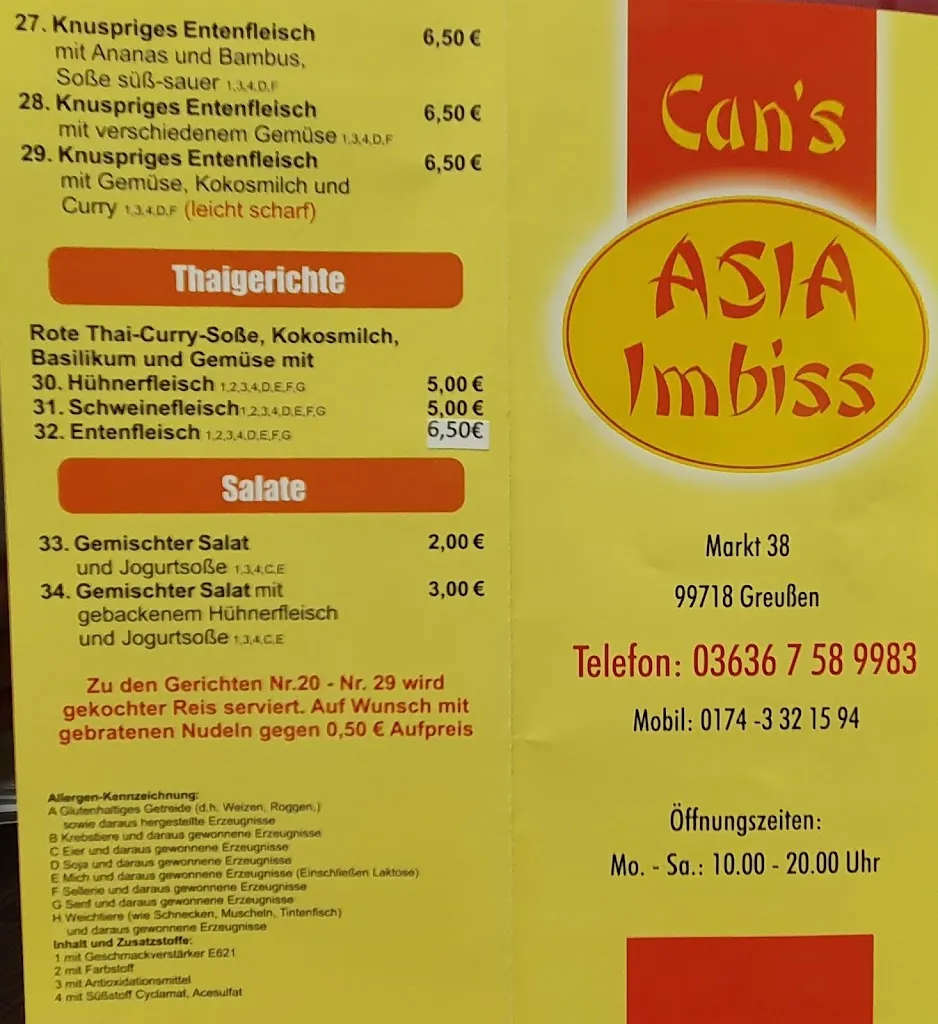 27. Knuspriges Entenfleisch 6,50 €
mit Ananas und Bambus,
Soße süß-sauer 1,3,4,D,F
28. Knuspriges Entenfleisch 6,50 €
mit verschiedenem Gemüse 1,3,4,D,F
29. Knuspriges Entenfleisch 6,50 €
mit Gemüse, Kokosmilch und
Curry 1,3,4,D,F (leicht scharf)
Thaigerichte
Rote Thai-Curry-Soße, Kokosmilch,
Basilikum und Gemüse mit
30. Hühnerfleisch 1,2,3,4,D,E,F,G 5,00 €
31. Schweinefleisch 1,2,3,4,D,E,F,G 5,00 €
32. Entenfleisch 1,2,3,4,D,E,F,G 6,50€
Salate
33. Gemischter Salat 2,00 €
und Jogurtsoße 1,3,4,C,E
34. Gemischter Salat mit 3,00 €
gebackenem Hühnerfleisch
und Jogurtsoße 1,3,4,C,E
Zu den Gerichten Nr.20 - Nr. 29 wird
gekochter Reis serviert. Auf Wunsch mit
gebratenen Nudeln gegen 0,50 € Aufpreis
Allergen-Kennzeichnung:
A Glutenhaltiges Getreide (d.h. Weizen, Roggen,)
sowie daraus hergestellte Erzeugnisse
B Krebstiere und daraus gewonnene Erzeugnisse
C Eier und daraus gewonnene Erzeugnisse
D Soja und daraus gewonnene Erzeugnisse
E Mich und daraus gewonnene Erzeugnisse (Einschließen Laktose)
F Sellerie und daraus gewonnene Erzeugnisse
G Senf und daraus gewonnene Erzeugnisse
H Weichtiere (wie Schnecken, Muscheln, Tintenfisch)
und daraus gewonnene Erzeugnisse
Inhalt und Zusatzstoffe:
1 mit Geschmackverstärker E621
2 mit Farbstoff
3 mit Antioxidationsmittel
4 mit Süßstoff Cyclamat, Acesulfat
Can's
ASIA
Imbiss
Markt 38
99718 Greußen
Telefon: 03636 7 58 9983
Mobil: 0174 -3 32 15 94
Öffnungszeiten:
Mo. - Sa.: 10.00 - 20.00 Uhr